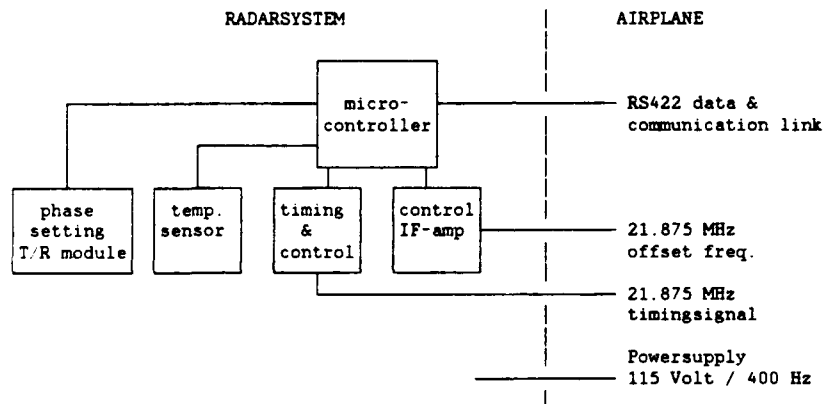 RADARSYSTEM
AIRPLANE
micro-
controller
RS422 data &
communication link
phase
setting
T/R module
temp.
sensor
timing
&
control
control
IF-amp
21.875 MHz
offset freq.
21.875 MHz
timingsignal
Powersupply
115 Volt / 400 Hz